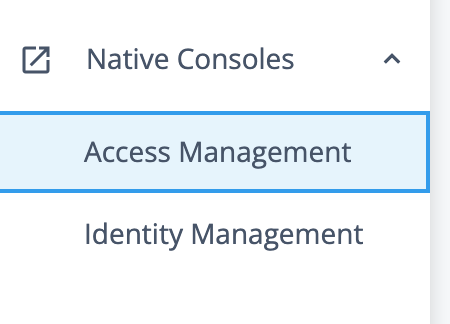 Native Consoles
Access Management
Identity Management